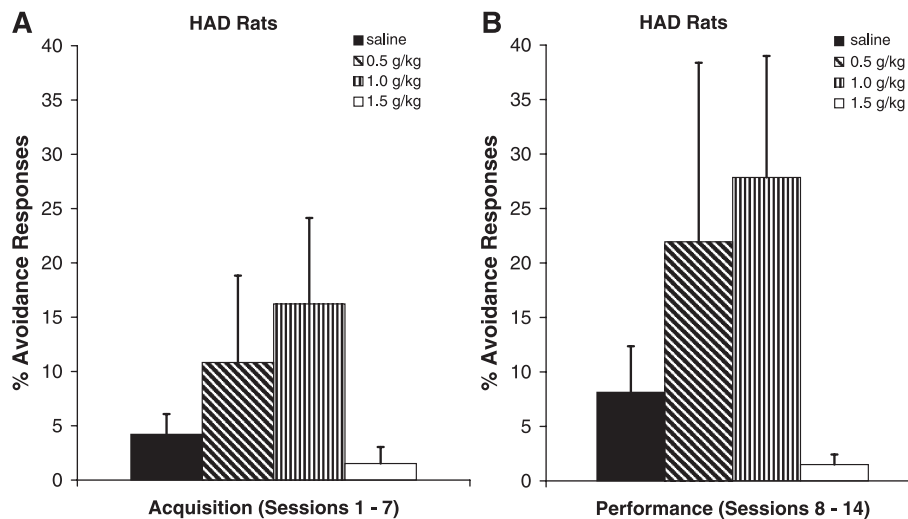 A
HAD Rats
saline
0.5 g/kg
1.0 g/kg
1.5 g/kg
% Avoidance Responses
40
35
30
25
20
15
10
5
0
Acquisition (Sessions 1 - 7)
B
HAD Rats
saline
0.5 g/kg
1.0 g/kg
1.5 g/kg
% Avoidance Responses
40
35
30
25
20
15
10
5
0
Performance (Sessions 8 - 14)